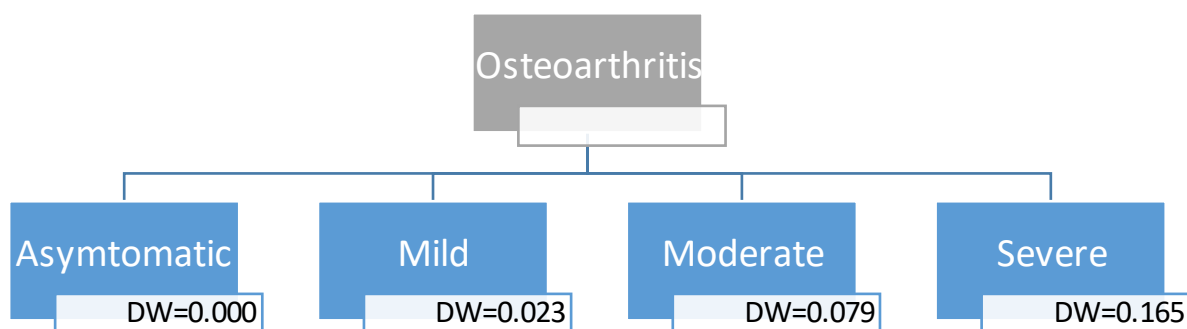 Osteoarthritis
Asymtomatic
DW=0.000
Mild
DW=0.023
Moderate
DW=0.079
Severe
DW=0.165